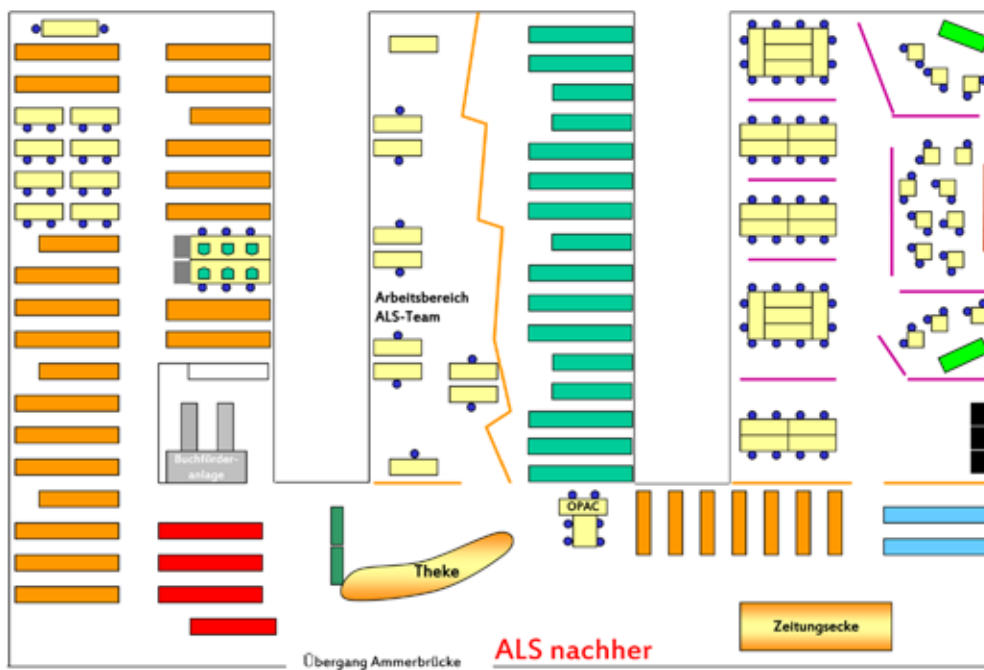 Arbeitsbereich
ALS-Team
Buchförder-
anlage
OPAC
Theke
Zeitungsecke
ALS nachher
Übergang Ammerbrücke